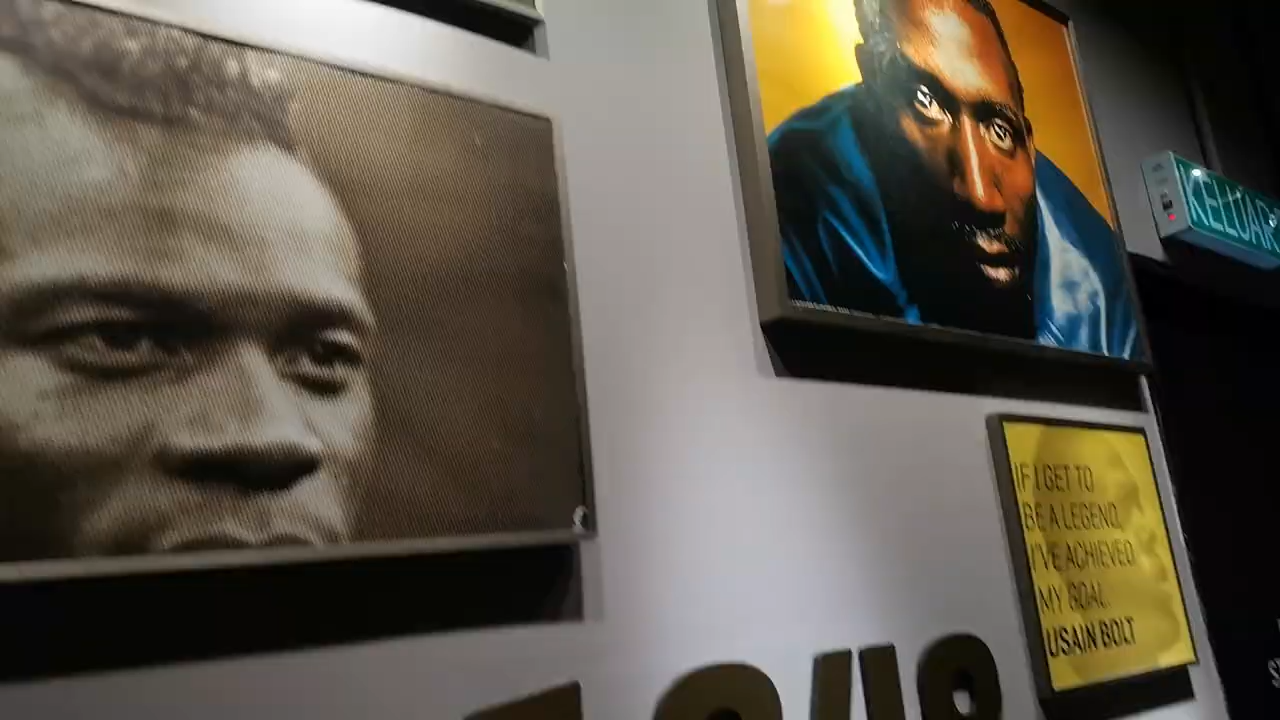 KELUAR
IF I GET TO
BE A LEGEND,
I'VE ACHIEVED
MY GOAL.
USAIN BOLT